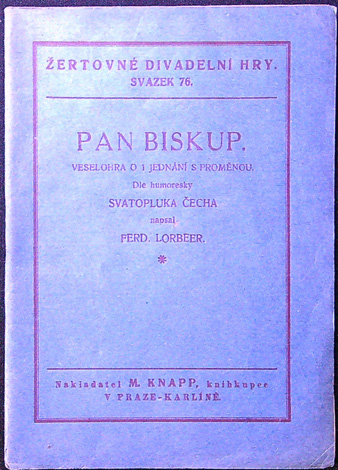 ŽERTOVNÉ DIVADELNÍ HRY.
SVAZEK 76.
PAN BISKUP.
VESELOHRA O 1 JEDNÁNÍ S PROMĚNOU.
Dle humoresky
SVATOPLUKA ČECHA
napsal
FERD. LORBEER.
*
Nakladatel M. KNAPP, knihkupec
V PRAZE-KARLÍNĚ.